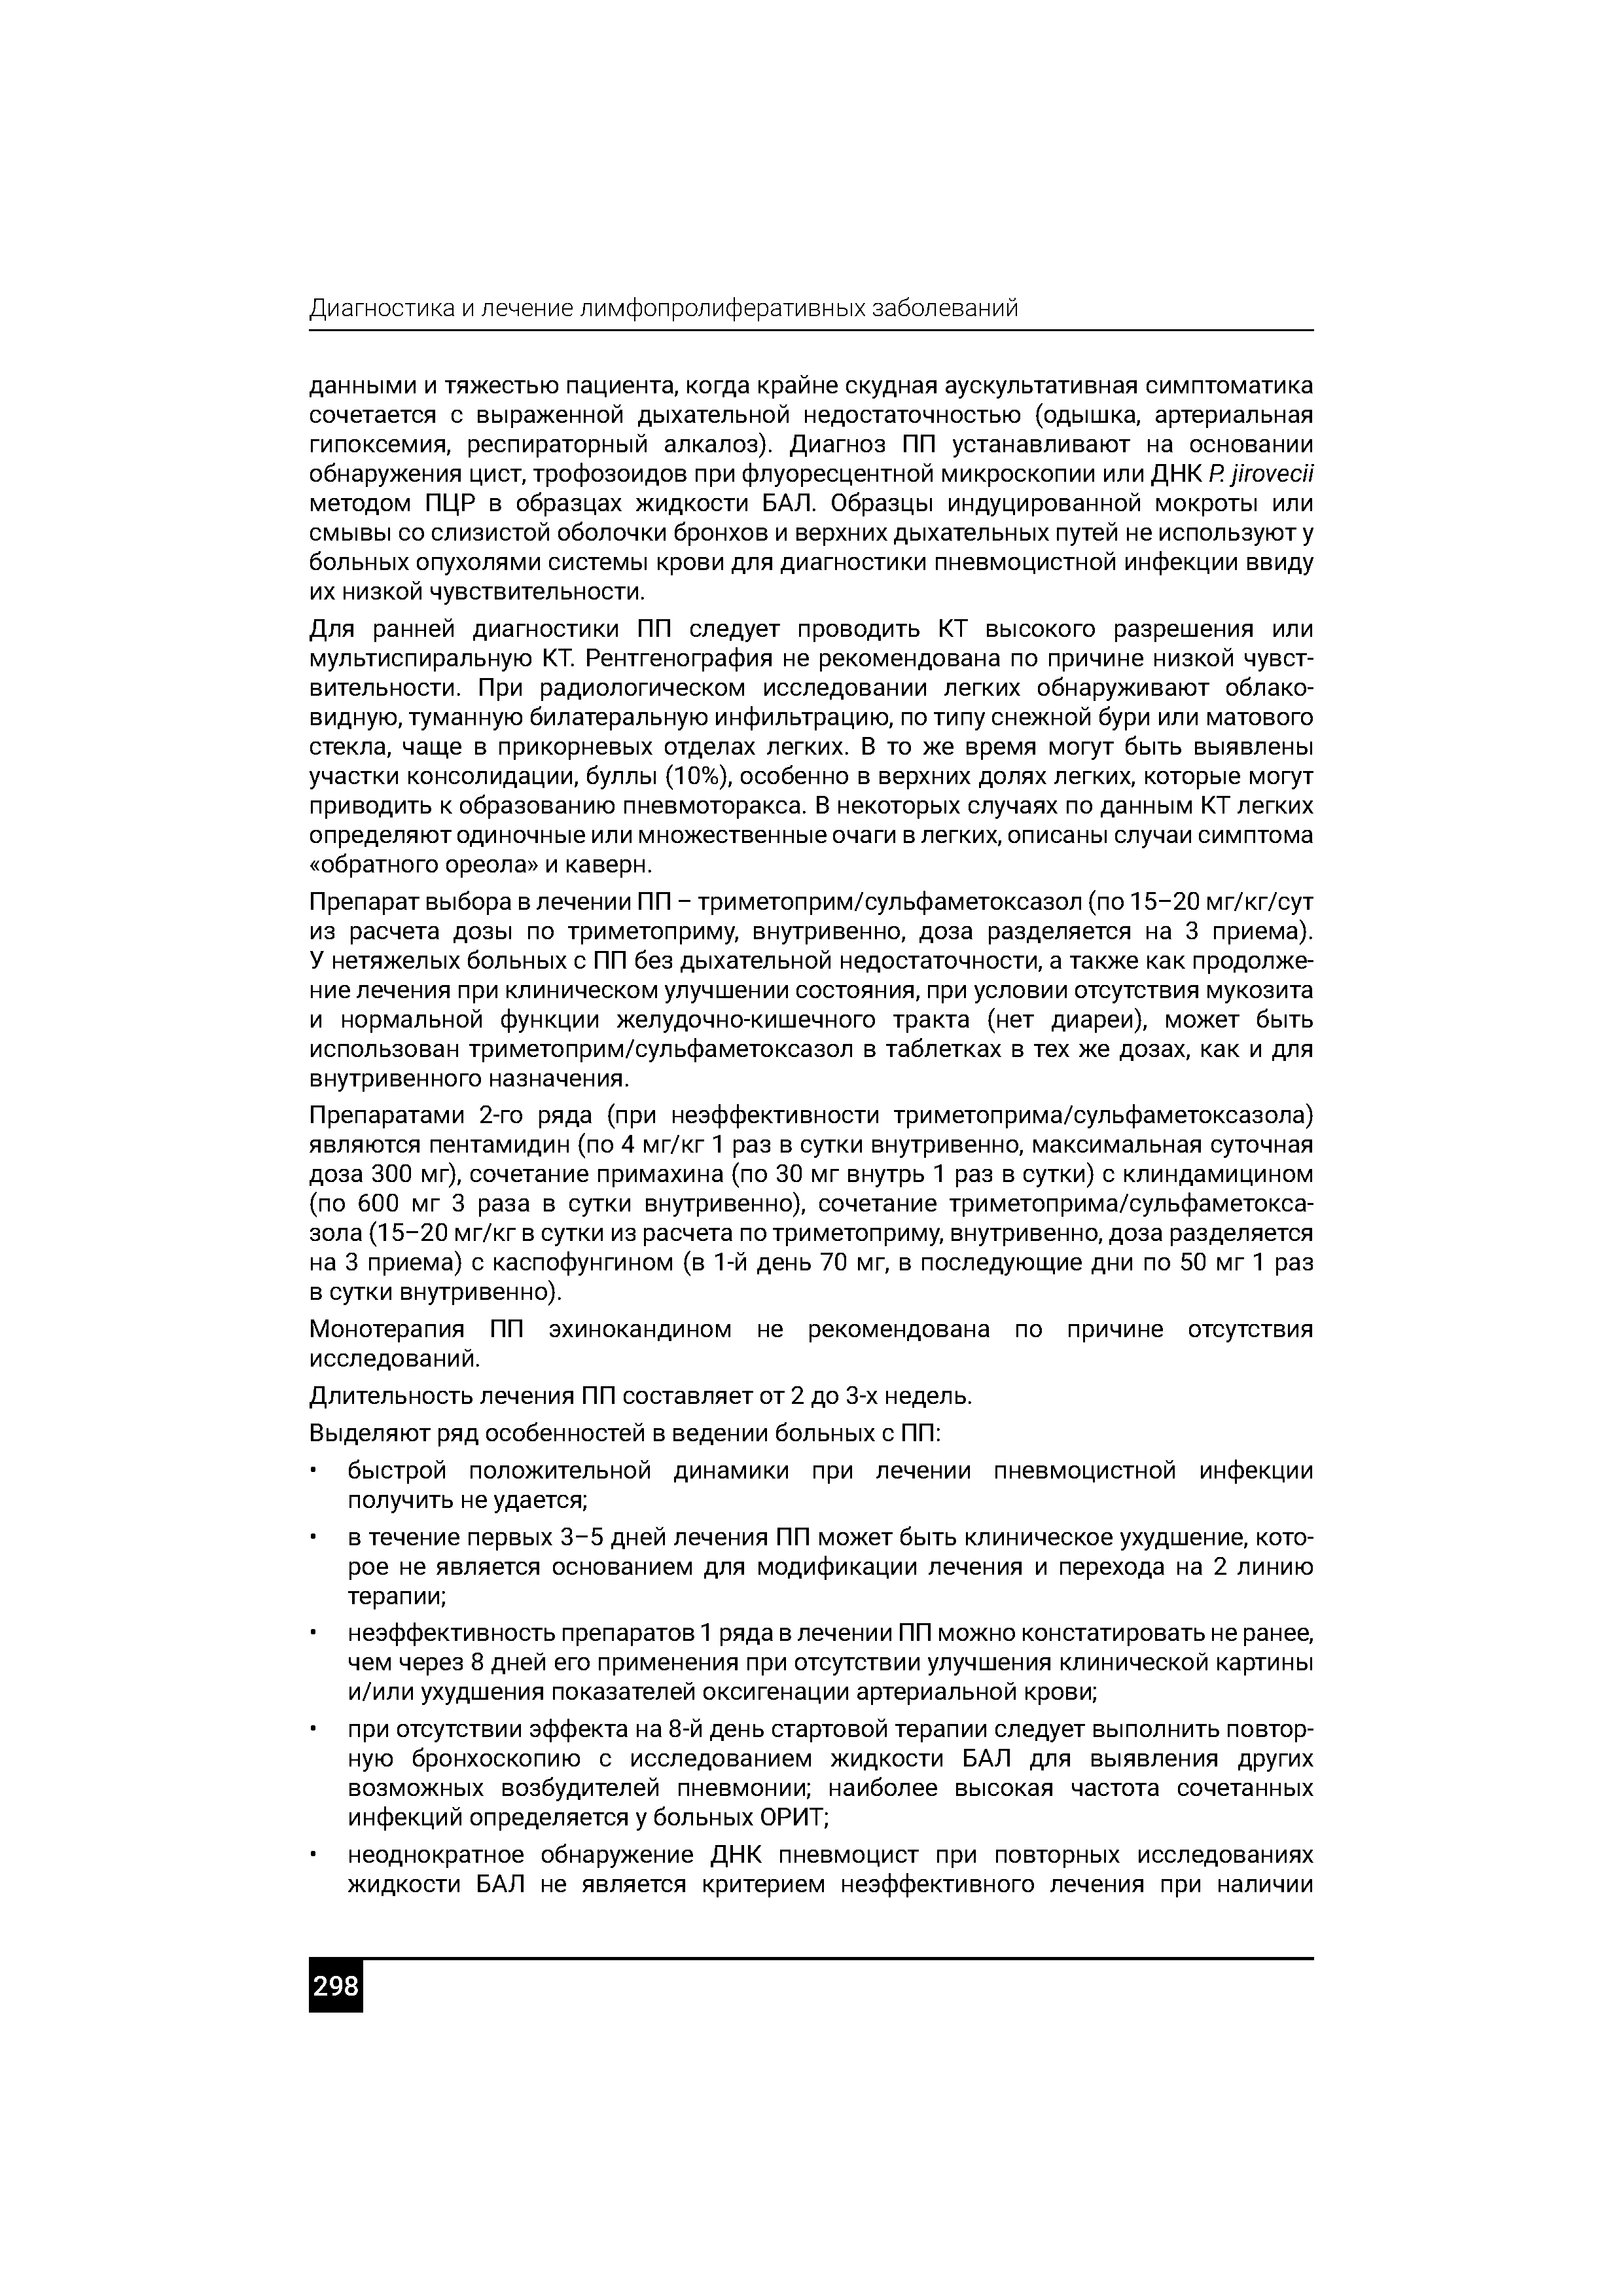 Диагностика и лечение лимфопролиферативных заболеваний
данными и тяжестью пациента, когда крайне скудная аускультативная симптоматика
сочетается с выраженной дыхательной недостаточностью (одышка, артериальная
гипоксемия, респираторный алкалоз). Диагноз ПП устанавливают на основании
обнаружения цист, трофозоидов при флуоресцентной микроскопии или ДНК P. jirovecii
методом ПЦР в образцах жидкости БАЛ. Образцы индуцированной мокроты или
смывы со слизистой оболочки бронхов и верхних дыхательных путей не используют у
больных опухолями системы крови для диагностики пневмоцистной инфекции ввиду
их низкой чувствительности.
Для ранней диагностики ПП следует проводить КТ высокого разрешения или
мультиспиральную КТ. Рентгенография не рекомендована по причине низкой чувст-
вительности. При радиологическом исследовании легких обнаруживают облако-
видную, туманную билатеральную инфильтрацию, по типу снежной бури или матового
стекла, чаще в прикорневых отделах легких. В то же время могут быть выявлены
участки консолидации, буллы (10%), особенно в верхних долях легких, которые могут
приводить к образованию пневмоторакса. В некоторых случаях по данным КТ легких
определяют одиночные или множественные очаги в легких, описаны случаи симптома
«обратного ореола» и каверн.
Препарат выбора в лечении ПП – триметоприм/сульфаметоксазол (по 15–20 мг/кг/сут
из расчета дозы по триметоприму, внутривенно, доза разделяется на 3 приема).
У нетяжелых больных с ПП без дыхательной недостаточности, а также как продолже-
ние лечения при клиническом улучшении состояния, при условии отсутствия мукозита
и нормальной функции желудочно-кишечного тракта (нет диареи), может быть
использован триметоприм/сульфаметоксазол в таблетках в тех же дозах, как и для
внутривенного назначения.
Препаратами 2-го ряда (при неэффективности триметоприма/сульфаметоксазола)
являются пентамидин (по 4 мг/кг 1 раз в сутки внутривенно, максимальная суточная
доза 300 мг), сочетание примахина (по 30 мг внутрь 1 раз в сутки) с клиндамицином
(по 600 мг 3 раза в сутки внутривенно), сочетание триметоприма/сульфаметокса-
зола (15–20 мг/кг в сутки из расчета по триметоприму, внутривенно, доза разделяется
на 3 приема) с каспофунгином (в 1-й день 70 мг, в последующие дни по 50 мг 1 раз
в сутки внутривенно).
Монотерапия ПП эхинокандином не рекомендована по причине отсутствия
исследований.
Длительность лечения ПП составляет от 2 до 3-х недель.
Выделяют ряд особенностей в ведении больных с ПП:
• быстрой положительной динамики при лечении пневмоцистной инфекции
получить не удается;
• в течение первых 3–5 дней лечения ПП может быть клиническое ухудшение, кото-
рое не является основанием для модификации лечения и перехода на 2 линию
терапии;
• неэффективность препаратов 1 ряда в лечении ПП можно констатировать не ранее,
чем через 8 дней его применения при отсутствии улучшения клинической картины
и/или ухудшения показателей оксигенации артериальной крови;
• при отсутствии эффекта на 8-й день стартовой терапии следует выполнить повтор-
ную бронхоскопию с исследованием жидкости БАЛ для выявления других
возможных возбудителей пневмонии; наиболее высокая частота сочетанных
инфекций определяется у больных ОРИТ;
• неоднократное обнаружение ДНК пневмоцист при повторных исследованиях
жидкости БАЛ не является критерием неэффективного лечения при наличии
298